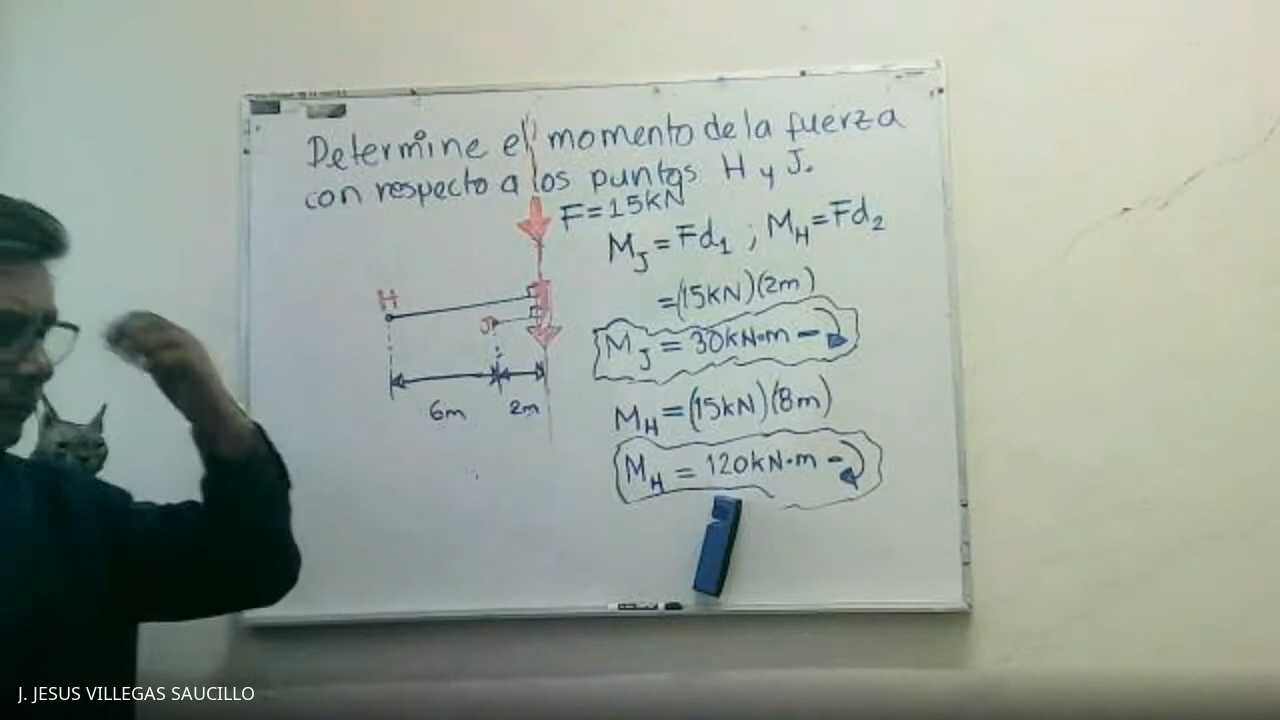 Determine el momento de la fuerza
con respecto a los puntos H y J.
F=15kN
M_J = Fd_1 ; M_H = Fd_2
=(15kN)(2m)
M_J = 30kN·m
M_H = (15kN)(8m)
M_H = 120kN·m
H
J
6m 2m
J. JESUS VILLEGAS SAUCILLO